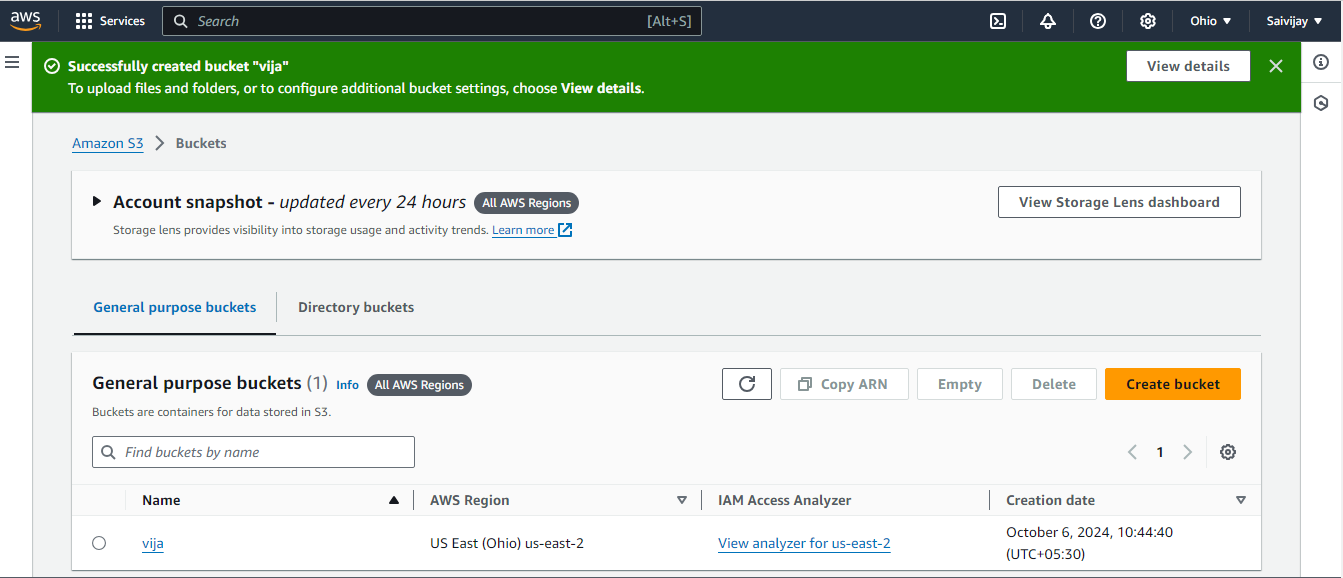 aws Services Search [Alt+S] Ohio Saivijay
Successfully created bucket "vija"
To upload files and folders, or to configure additional bucket settings, choose View details.
View details
Amazon S3 Buckets
Account snapshot - updated every 24 hours All AWS Regions
View Storage Lens dashboard
Storage lens provides visibility into storage usage and activity trends. Learn more
General purpose buckets Directory buckets
General purpose buckets (1) Info All AWS Regions
Copy ARN Empty Delete Create bucket
Buckets are containers for data stored in S3.
Find buckets by name
1
Name AWS Region IAM Access Analyzer Creation date
vija US East (Ohio) us-east-2 View analyzer for us-east-2 October 6, 2024, 10:44:40
(UTC+05:30)